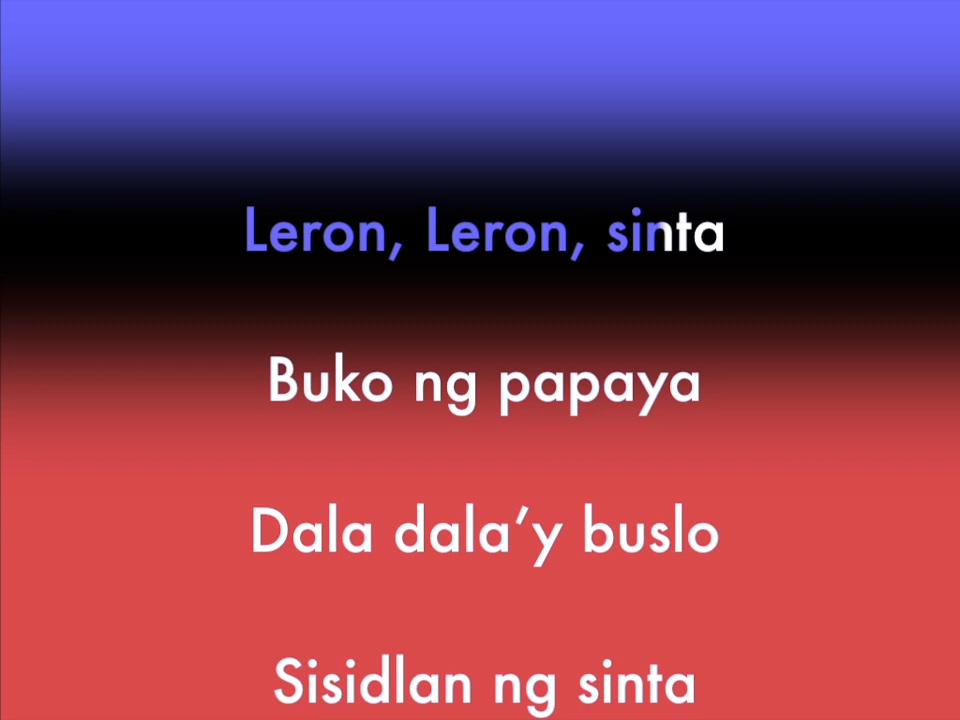 Leron, Leron, sinta
Buko ng papaya
Dala dala’y buslo
Sisidlan ng sinta